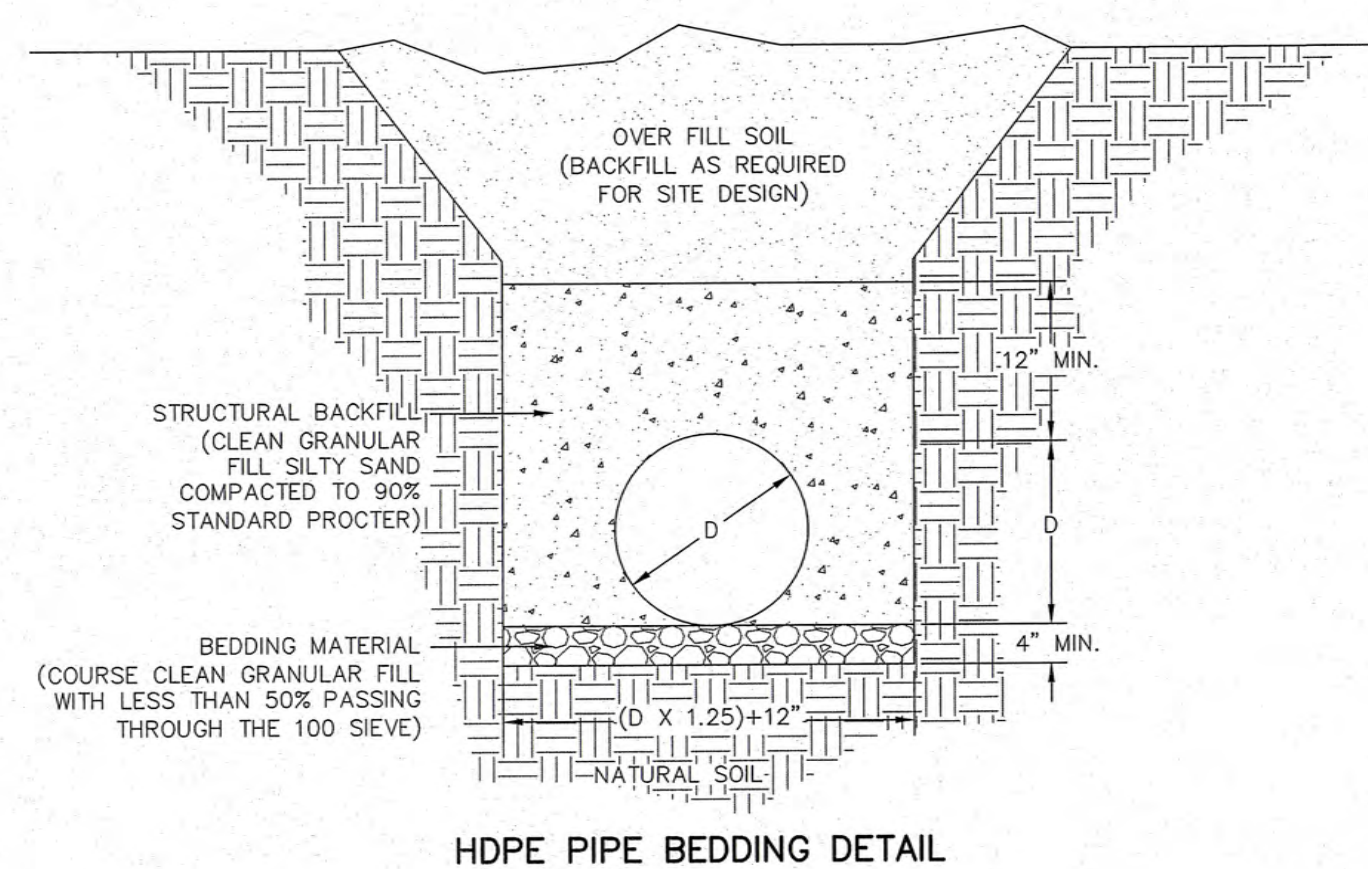 OVER FILL SOIL
(BACKFILL AS REQUIRED
FOR SITE DESIGN)
12" MIN.
STRUCTURAL BACKFILL
(CLEAN GRANULAR
FILL SILTY SAND
COMPACTED TO 90%
STANDARD PROCTER)
D
D
BEDDING MATERIAL
(COURSE CLEAN GRANULAR FILL
WITH LESS THAN 50% PASSING
THROUGH THE 100 SIEVE)
4" MIN.
(D X 1.25)+12"
NATURAL SOIL
HDPE PIPE BEDDING DETAIL